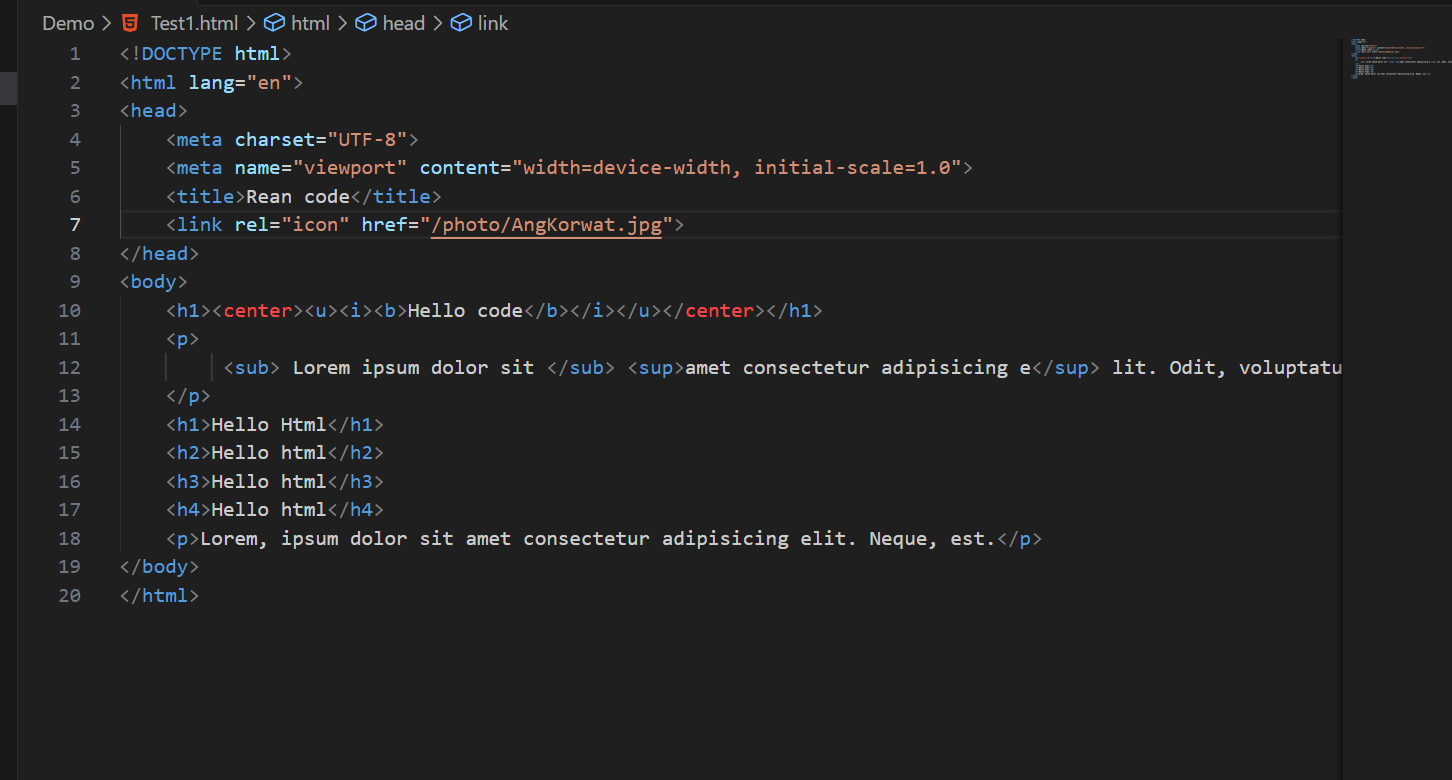 Demo > Test1.html > html > head > link
1 <!DOCTYPE html>
2 <html lang="en">
3 <head>
4     <meta charset="UTF-8">
5     <meta name="viewport" content="width=device-width, initial-scale=1.0">
6     <title>Rean code</title>
7     <link rel="icon" href="/photo/AngKorwat.jpg">
8 </head>
9 <body>
10     <h1><center><u><i><b>Hello code</b></i></u></center></h1>
11     <p>
12          <sub> Lorem ipsum dolor sit </sub> <sup>amet consectetur adipisicing e</sup> lit. Odit, voluptatu
13     </p>
14     <h1>Hello Html</h1>
15     <h2>Hello html</h2>
16     <h3>Hello html</h3>
17     <h4>Hello html</h4>
18     <p>Lorem, ipsum dolor sit amet consectetur adipisicing elit. Neque, est.</p>
19 </body>
20 </html>